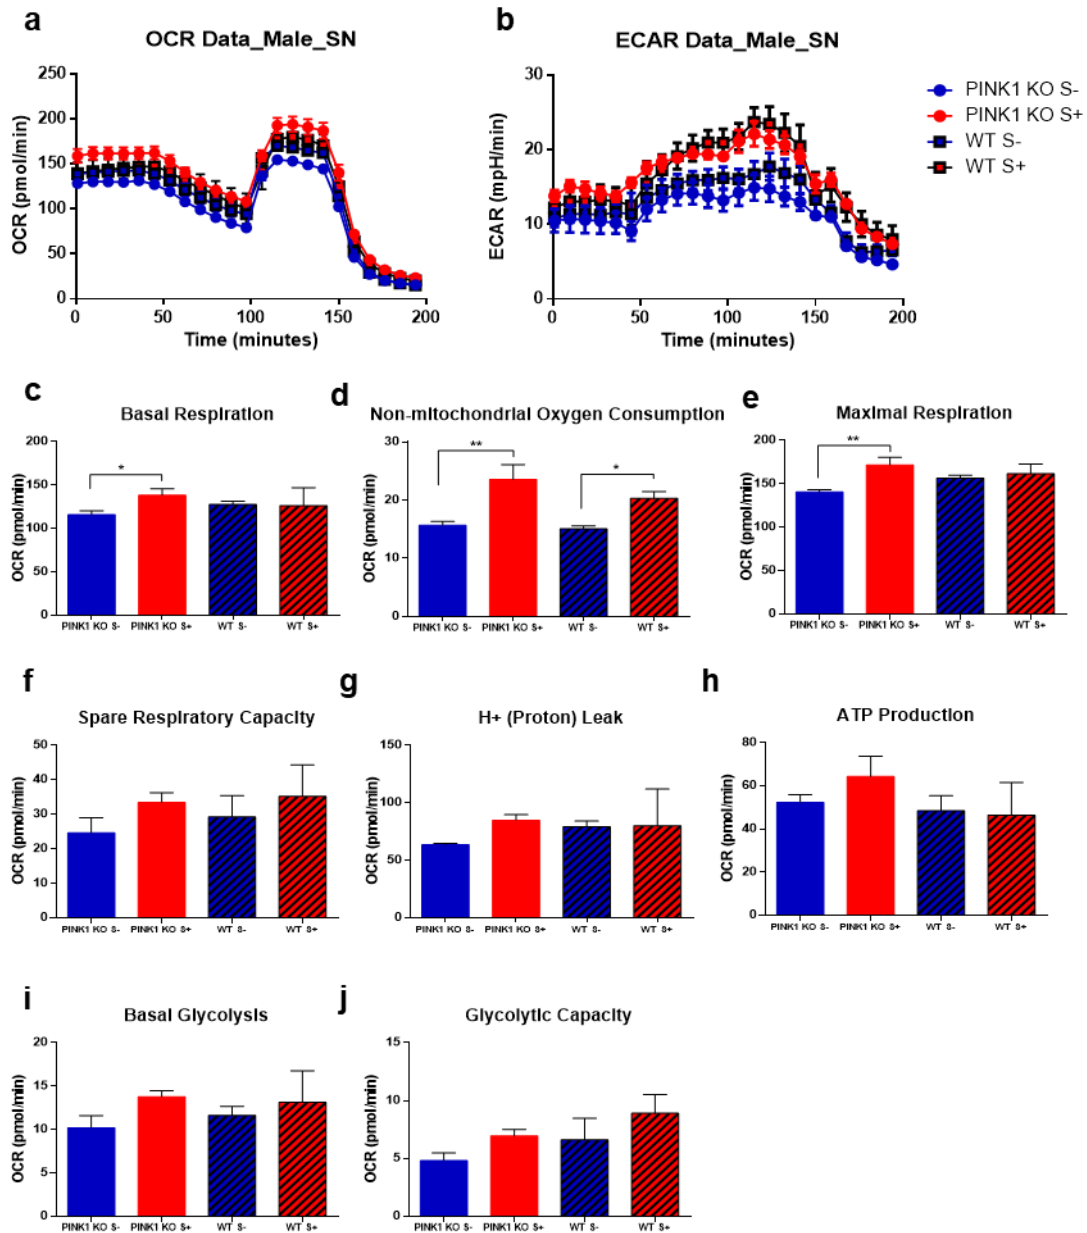 a
OCR Data_Male_SN
OCR (pmol/min)
250
200
150
100
50
0
0 50 100 150 200
Time (minutes)
b
ECAR Data_Male_SN
ECAR (mpH/min)
30
20
10
0
0 50 100 150 200
Time (minutes)
PINK1 KO S-
PINK1 KO S+
WT S-
WT S+
c
Basal Respiration
OCR (pmol/min)
200
150
100
50
0
*
PINK1 KO S- PINK1 KO S+ WT S- WT S+
d
Non-mitochondrial Oxygen Consumption
OCR (pmol/min)
30
20
10
0
**
*
PINK1 KO S- PINK1 KO S+ WT S- WT S+
e
Maximal Respiration
OCR (pmol/min)
200
150
100
50
0
**
PINK1 KO S- PINK1 KO S+ WT S- WT S+
f
Spare Respiratory Capacity
OCR (pmol/min)
50
40
30
20
10
0
PINK1 KO S- PINK1 KO S+ WT S- WT S+
g
H+ (Proton) Leak
OCR (pmol/min)
150
100
50
0
PINK1 KO S- PINK1 KO S+ WT S- WT S+
h
ATP Production
OCR (pmol/min)
80
60
40
20
0
PINK1 KO S- PINK1 KO S+ WT S- WT S+
i
Basal Glycolysis
OCR (pmol/min)
20
15
10
5
0
PINK1 KO S- PINK1 KO S+ WT S- WT S+
j
Glycolytic Capacity
OCR (pmol/min)
15
10
5
0
PINK1 KO S- PINK1 KO S+ WT S- WT S+